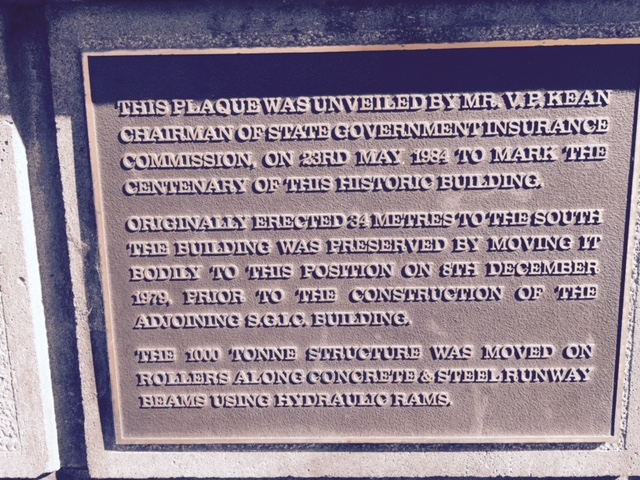 THIS PLAQUE WAS UNVEILED BY MR. V. P. KEAN
CHAIRMAN OF STATE GOVERNMENT INSURANCE
COMMISSION, ON 23RD MAY 1984 TO MARK THE
CENTENARY OF THIS HISTORIC BUILDING.
ORIGINALLY ERECTED 34 METRES TO THE SOUTH
THE BUILDING WAS PRESERVED BY MOVING IT
BODILY TO THIS POSITION ON 8TH DECEMBER
1979, PRIOR TO THE CONSTRUCTION OF THE
ADJOINING S.G.I.C. BUILDING.
THE 1000 TONNE STRUCTURE WAS MOVED ON
ROLLERS ALONG CONCRETE & STEEL RUNWAY
BEAMS USING HYDRAULIC RAMS.